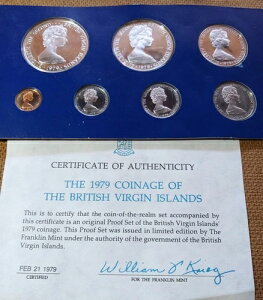 CERTIFICATE OF AUTHENTICITY
THE 1979 COINAGE OF
THE BRITISH VIRGIN ISLANDS
This is to certify that the coin-of-the-realm set accompanied by
this certificate is an original Proof Set of the British Virgin Islands'
1979 coinage. This Proof Set was issued in limited edition by The
Franklin Mint under the authority of the government of the British
Virgin Islands.
FEB 21 1979
CERTIFIED
FOR THE FRANKLIN MINT